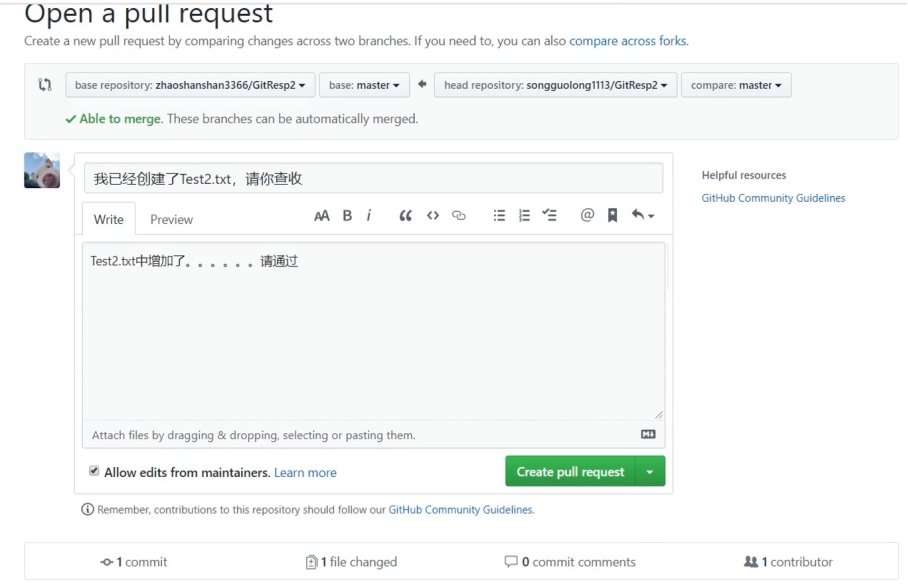 Open a pull request
Create a new pull request by comparing changes across two branches. If you need to, you can also compare across forks.
base repository: zhaoshanshan3366/GitResp2 base: master head repository: songguolong1113/GitResp2 compare: master
Able to merge. These branches can be automatically merged.
我已经创建了Test2.txt，请你查收
Helpful resources
GitHub Community Guidelines
Write Preview AA B i
Test2.txt中增加了。。。。。。请通过
Attach files by dragging & dropping, selecting or pasting them.
Allow edits from maintainers. Learn more
Create pull request
Remember, contributions to this repository should follow our GitHub Community Guidelines.
1 commit 1 file changed 0 commit comments 1 contributor